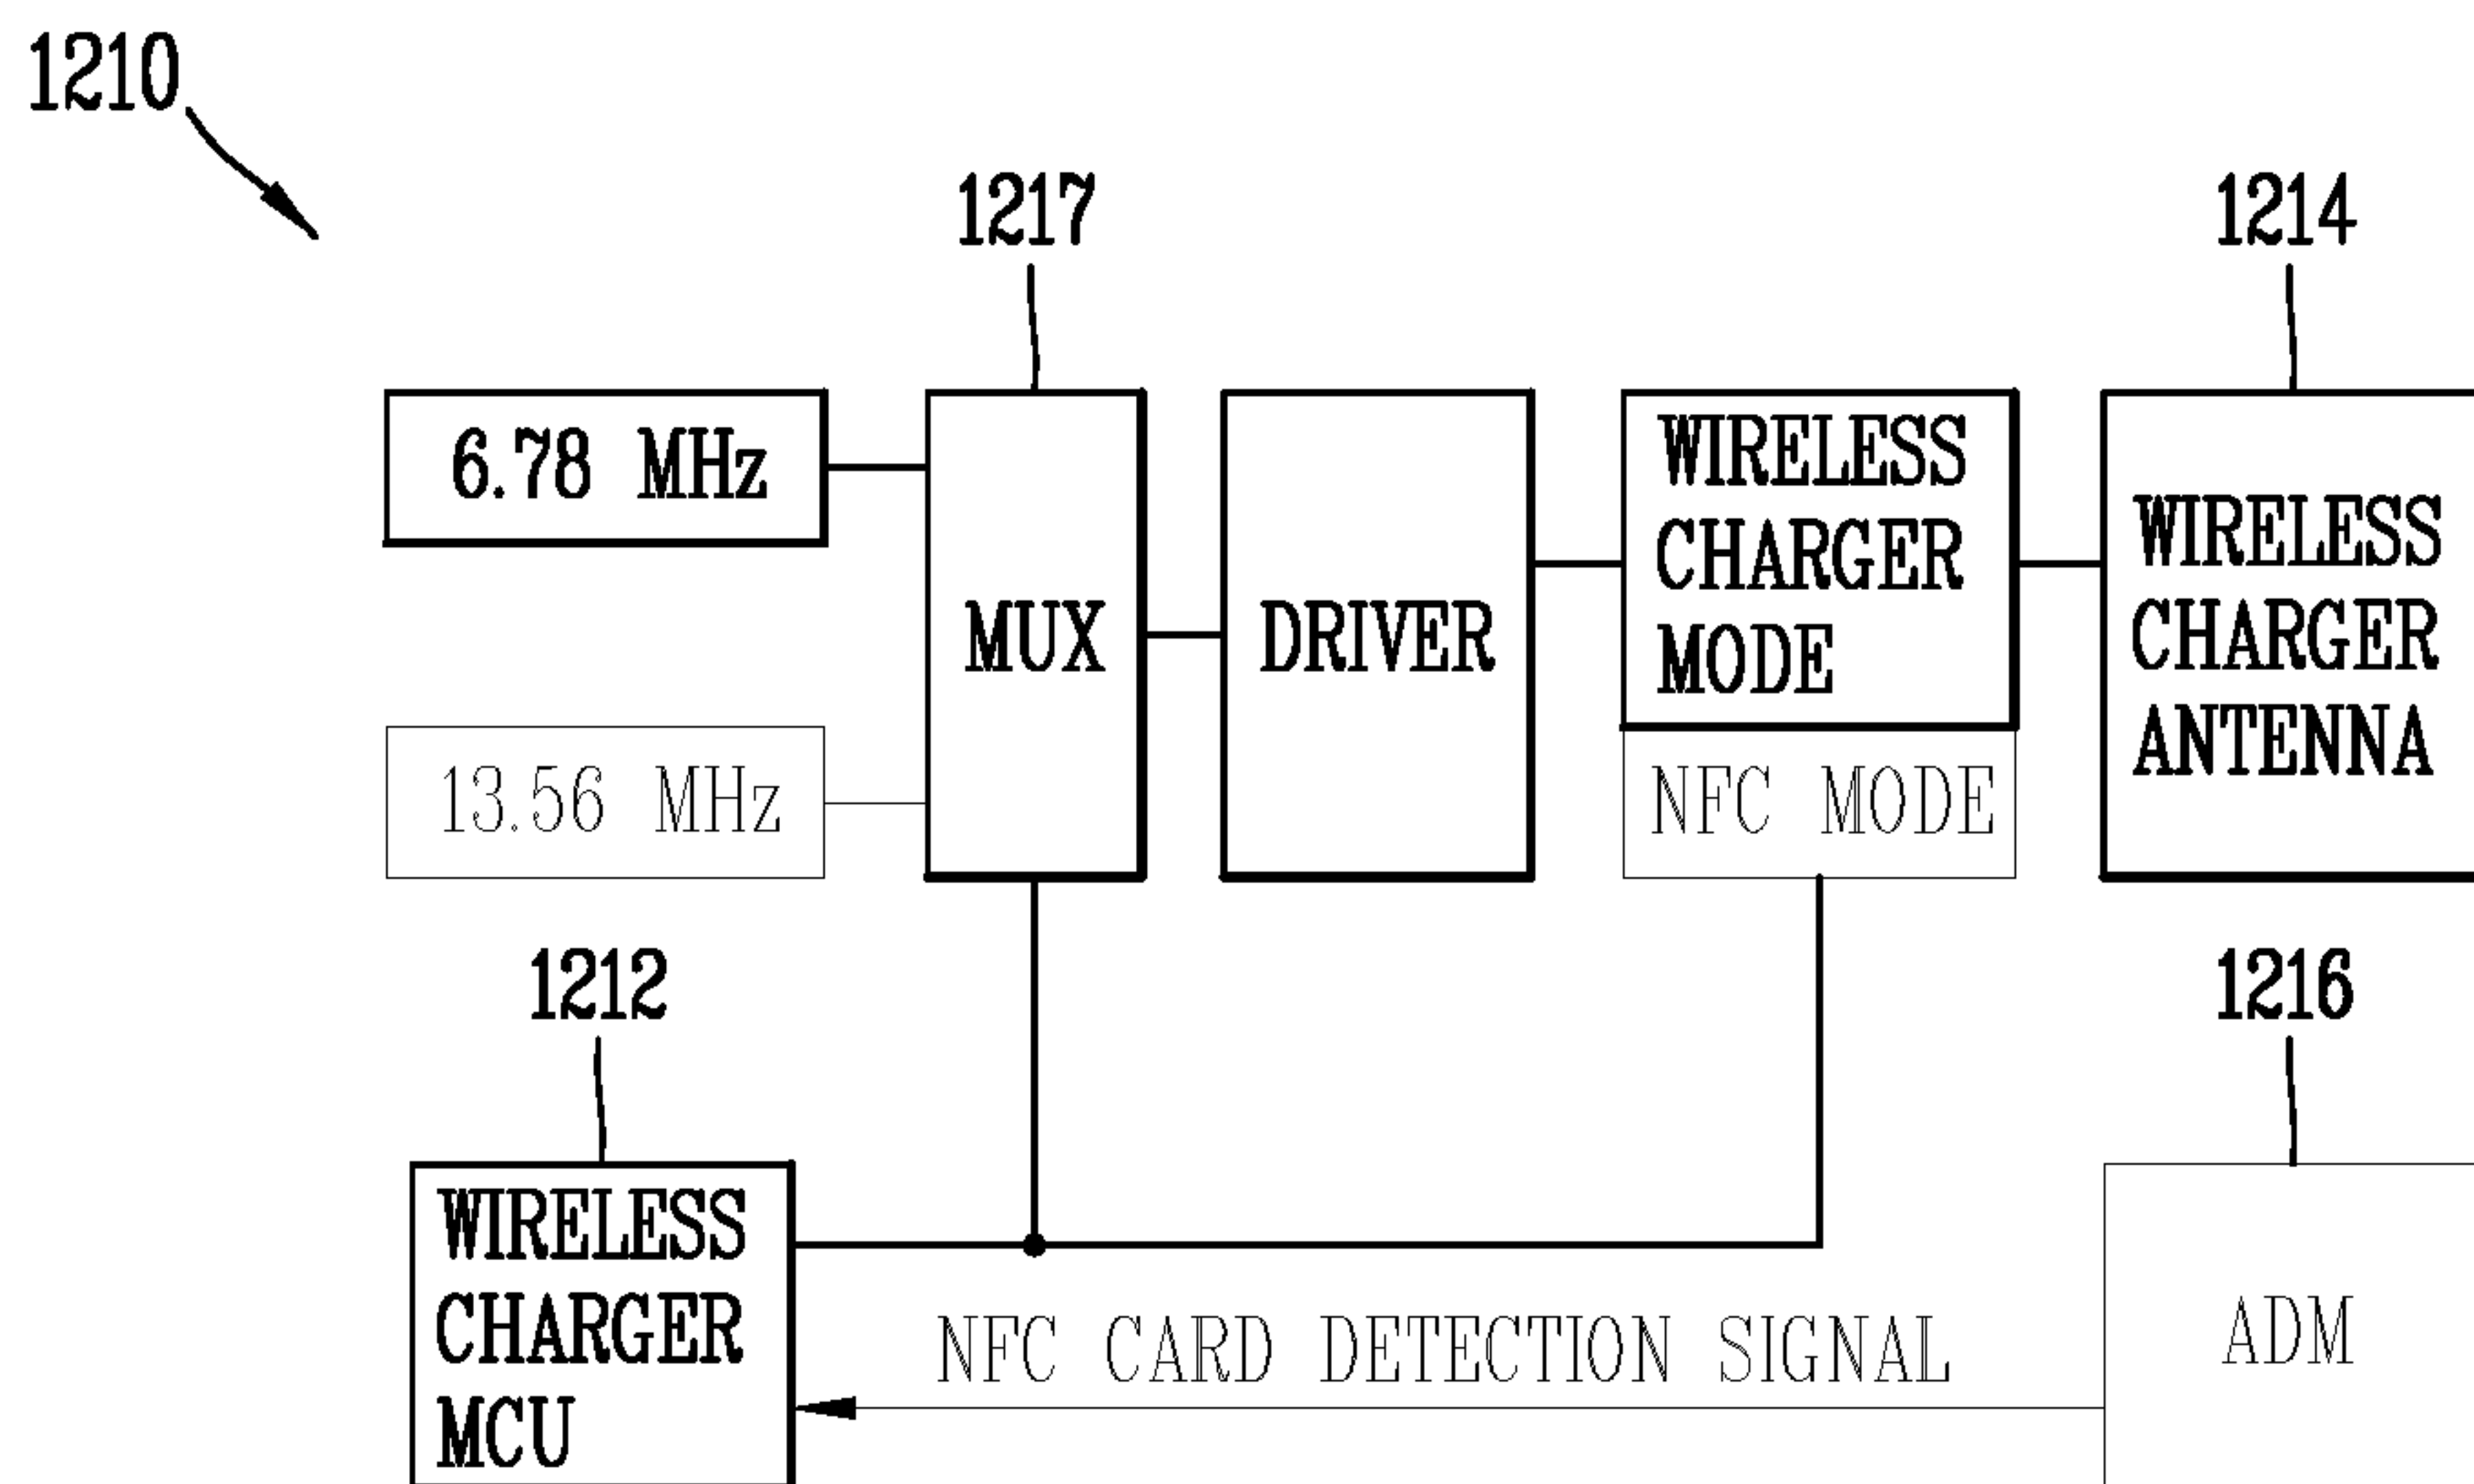 1210
1217
1214
6.78 MHz
MUX
DRIVER
WIRELESS
CHARGER
MODE
WIRELESS
CHARGER
ANTENNA
13.56 MHz
NFC MODE
1212
1216
WIRELESS
CHARGER
MCU
NFC CARD DETECTION SIGNAL
ADM